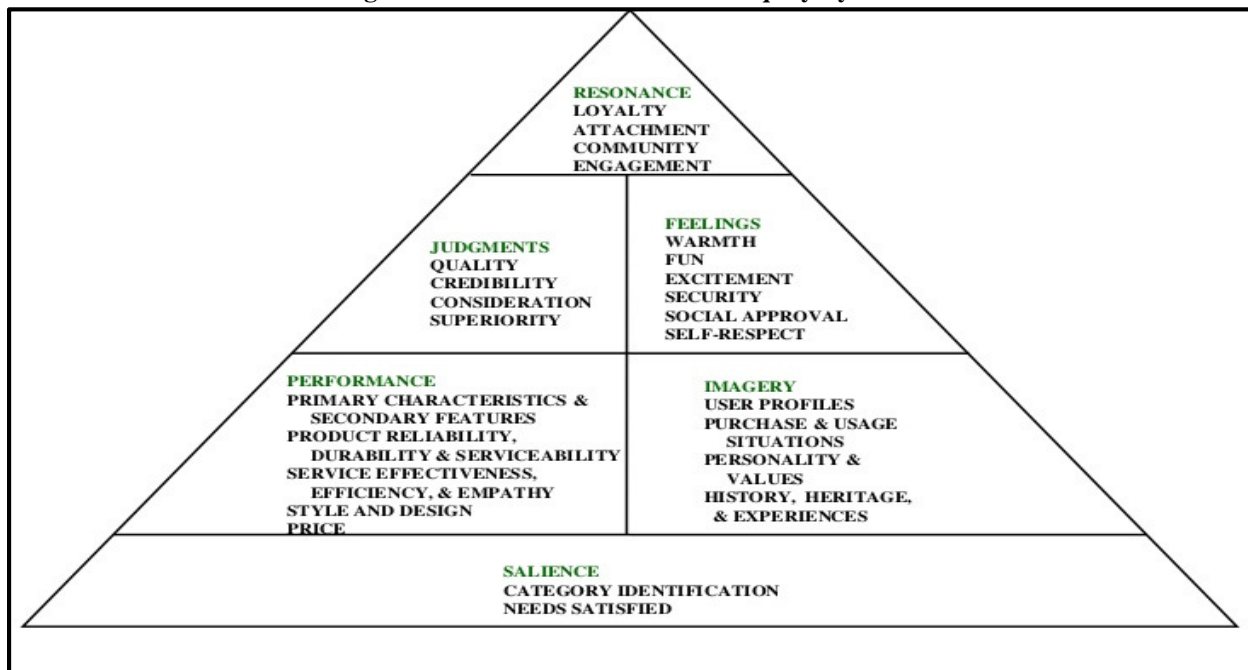 RESONANCE
LOYALTY
ATTACHMENT
COMMUNITY
ENGAGEMENT
JUDGMENTS
QUALITY
CREDIBILITY
CONSIDERATION
SUPERIORITY
FEELINGS
WARMTH
FUN
EXCITEMENT
SECURITY
SOCIAL APPROVAL
SELF-RESPECT
PERFORMANCE
PRIMARY CHARACTERISTICS &
SECONDARY FEATURES
PRODUCT RELIABILITY,
DURABILITY & SERVICEABILITY
SERVICE EFFECTIVENESS,
EFFICIENCY, & EMPATHY
STYLE AND DESIGN
PRICE
IMAGERY
USER PROFILES
PURCHASE & USAGE
SITUATIONS
PERSONALITY &
VALUES
HISTORY, HERITAGE,
& EXPERIENCES
SALIENCE
CATEGORY IDENTIFICATION
NEEDS SATISFIED